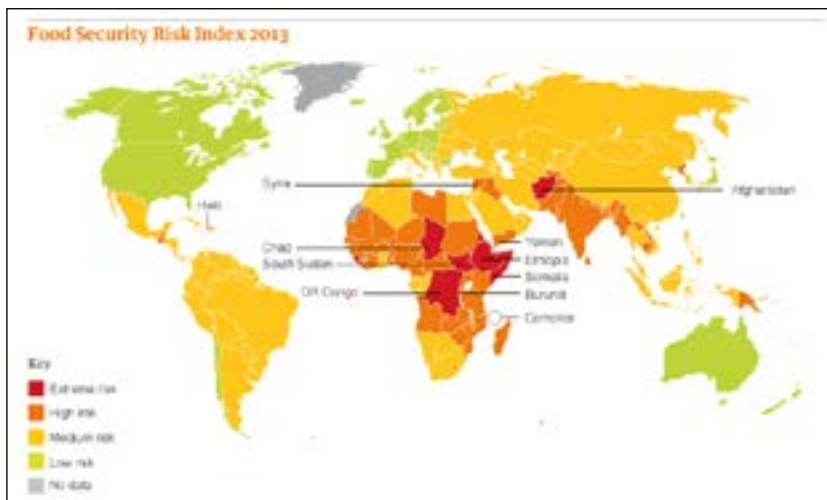 Food Security Risk Index 2013
Syria
Afghanistan
Haiti
Chad
Yemen
South Sudan
Ethiopia
Somalia
DR Congo
Burundi
Comoros
Key
Extreme risk
High risk
Medium risk
Low risk
No data